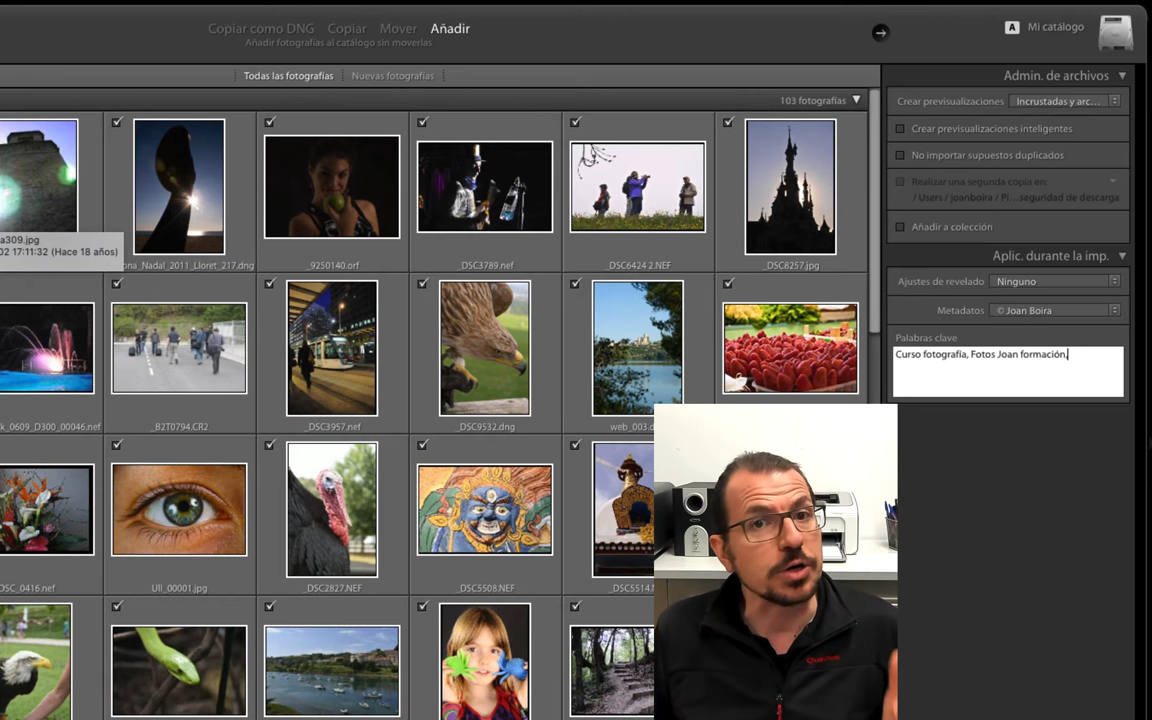 Copiar como DNG Copiar Mover Añadir
Añadir fotografías al catálogo sin moverlas
A Mi catálogo
Todas las fotografías Nuevas fotografías
103 fotografías
Admin. de archivos
Crear previsualizaciones Incrustadas y arc...
Crear previsualizaciones inteligentes
No importar supuestos duplicados
Realizar una segunda copia en:
/ Users / joanboira / Pi...seguridad de descarga
Añadir a colección
Aplic. durante la imp.
Ajustes de revelado Ninguno
Metadatos © Joan Boira
Palabras clave
Curso fotografía, Fotos Joan formación,
a309.jpg
02 17:11:32 (Hace 18 años)
ona_Nadal_2011_Lloret_217.dng
_9250140.orf
_DSC3789.nef
_DSC6424 2.NEF
_DSC8257.jpg
k_0609_D300_00046.nef
_B2T0794.CR2
_DSC3957.nef
_DSC9532.dng
web_003.d
DSC_0416.nef
Ull_00001.jpg
_DSC2827.NEF
_DSC5508.NEF
_DSC5514.